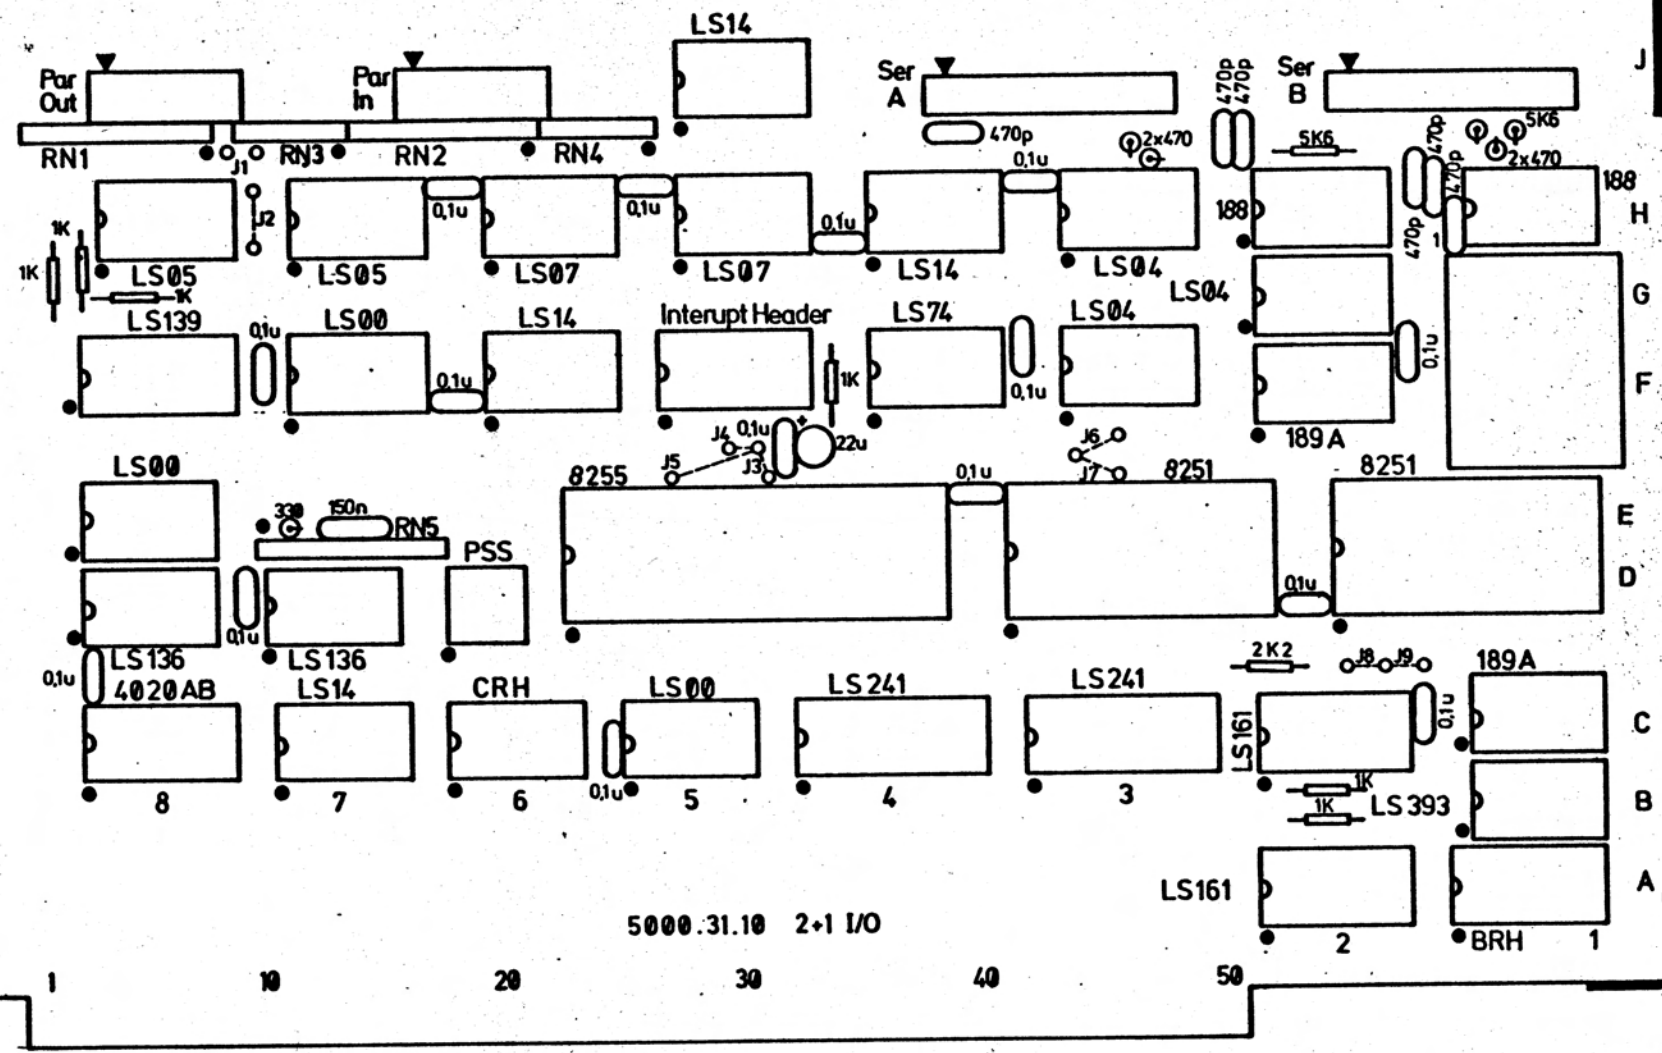 LS14
J
Par
Out
Par
In
Ser
A
470p
470p
Ser
B
RN1
J1
RN3
RN2
RN4
470p
2x470
5K6
470p
470p
5K6
2x470
0,1u
1K
1K
J2
0,1u
0,1u
0,1u
188
470p
1
188
H
LS05
LS05
LS07
LS07
LS14
LS04
1K
LS04
G
LS139
0,1u
LS00
LS14
Interupt Header
LS74
LS04
0,1u
0,1u
1K
0,1u
F
J4
0,1u
+
22u
J6
189A
LS00
J5
J3
J7
8255
0,1u
8251
8251
330
150n
RN5
E
PSS
D
0,1u
0,1u
LS136
LS136
2K2
J8
J9
189A
0,1u
4020AB
LS14
CRH
LS00
LS241
LS241
LS161
0,1u
C
8
7
6
0,1u
5
4
3
1K
1K
LS393
B
LS161
A
5000.31.10 2+1 I/O
2
BRH
1
1
10
20
30
40
50